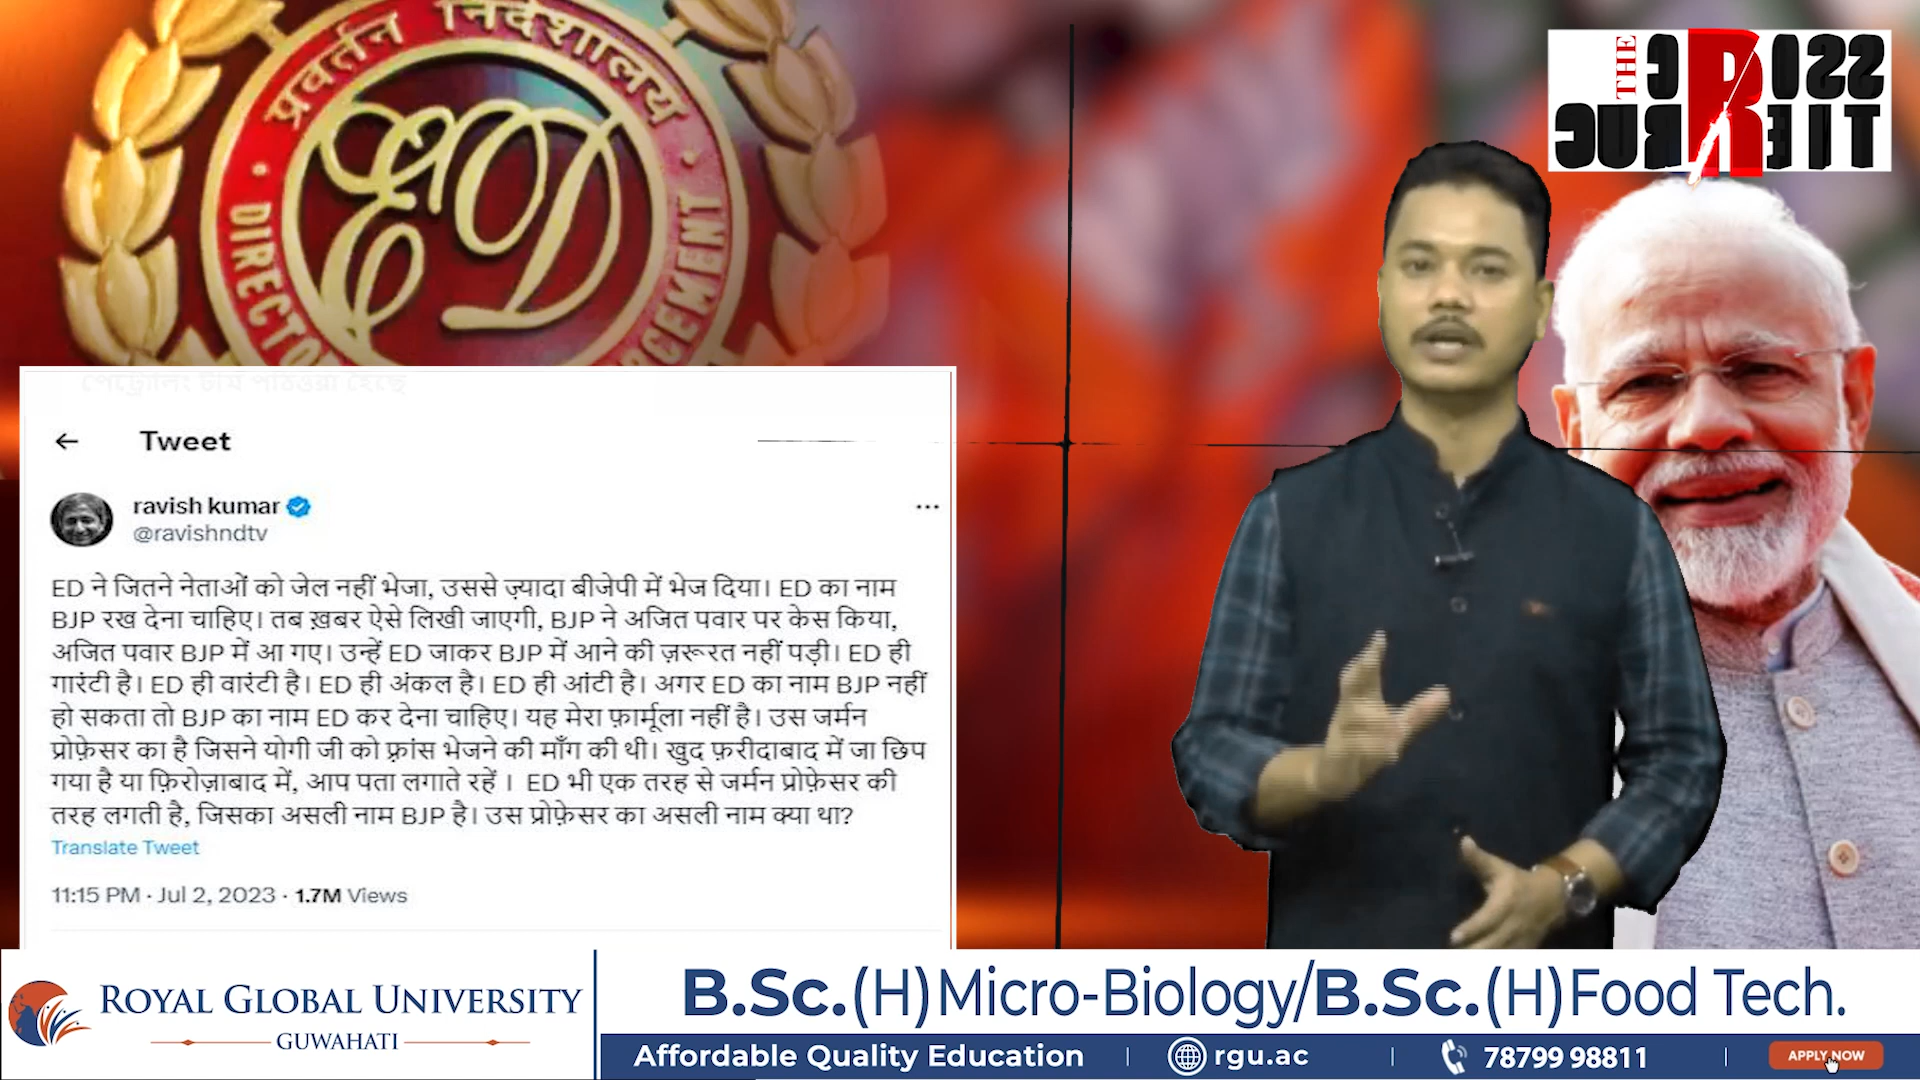 प्रवर्तन निदेशालय
THE
CRISS
CURREIT
পেট্রোলিং টীম পাঠওৱা হৈছে
Tweet
ravish kumar
@ravishndtv
ED ने जितने नेताओं को जेल नहीं भेजा, उससे ज़्यादा बीजेपी में भेज दिया। ED का नाम
BJP रख देना चाहिए। तब ख़बर ऐसे लिखी जाएगी, BJP ने अजित पवार पर केस किया,
अजित पवार BJP में आ गए। उन्हें ED जाकर BJP में आने की ज़रूरत नहीं पड़ी। ED ही
गारंटी है। ED ही वारंटी है। ED ही अंकल है। ED ही आंटी है। अगर ED का नाम BJP नहीं
हो सकता तो BJP का नाम ED कर देना चाहिए। यह मेरा फ़ार्मूला नहीं है। उस जर्मन
प्रोफ़ेसर का है जिसने योगी जी को फ़्रांस भेजने की माँग की थी। खुद फ़रीदाबाद में जा छिप
गया है या फ़िरोज़ाबाद में, आप पता लगाते रहें । ED भी एक तरह से जर्मन प्रोफ़ेसर की
तरह लगती है, जिसका असली नाम BJP है। उस प्रोफ़ेसर का असली नाम क्या था?
Translate Tweet
11:15 PM · Jul 2, 2023 · 1.7M Views
ROYAL GLOBAL UNIVERSITY
GUWAHATI
B.Sc.(H)Micro-Biology/B.Sc.(H)Food Tech.
Affordable Quality Education
rgu.ac
78799 98811
APPLY NOW